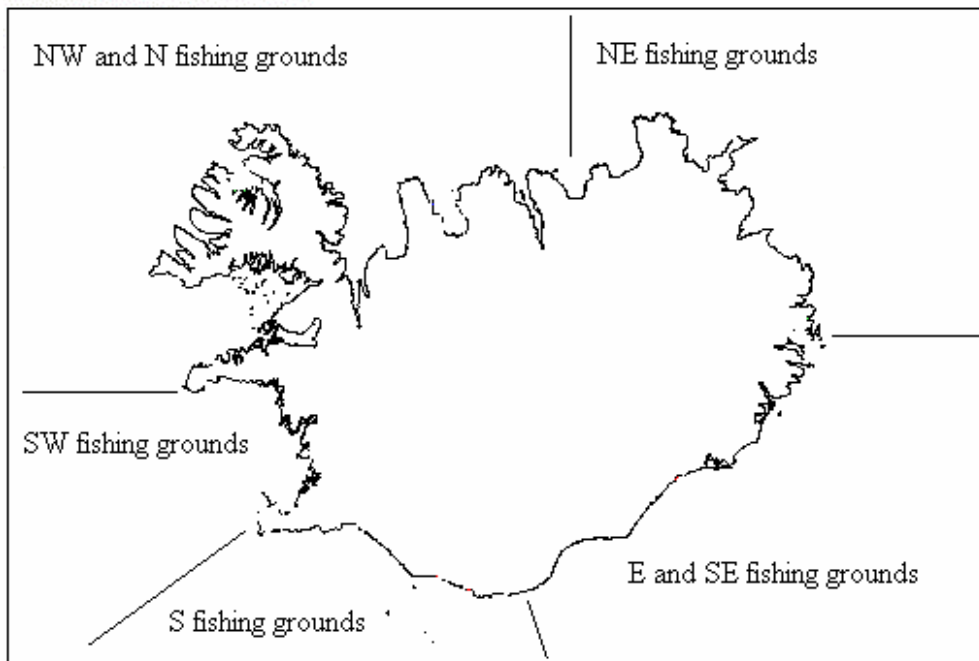 NW and N fishing grounds
NE fishing grounds
SW fishing grounds
E and SE fishing grounds
S fishing grounds